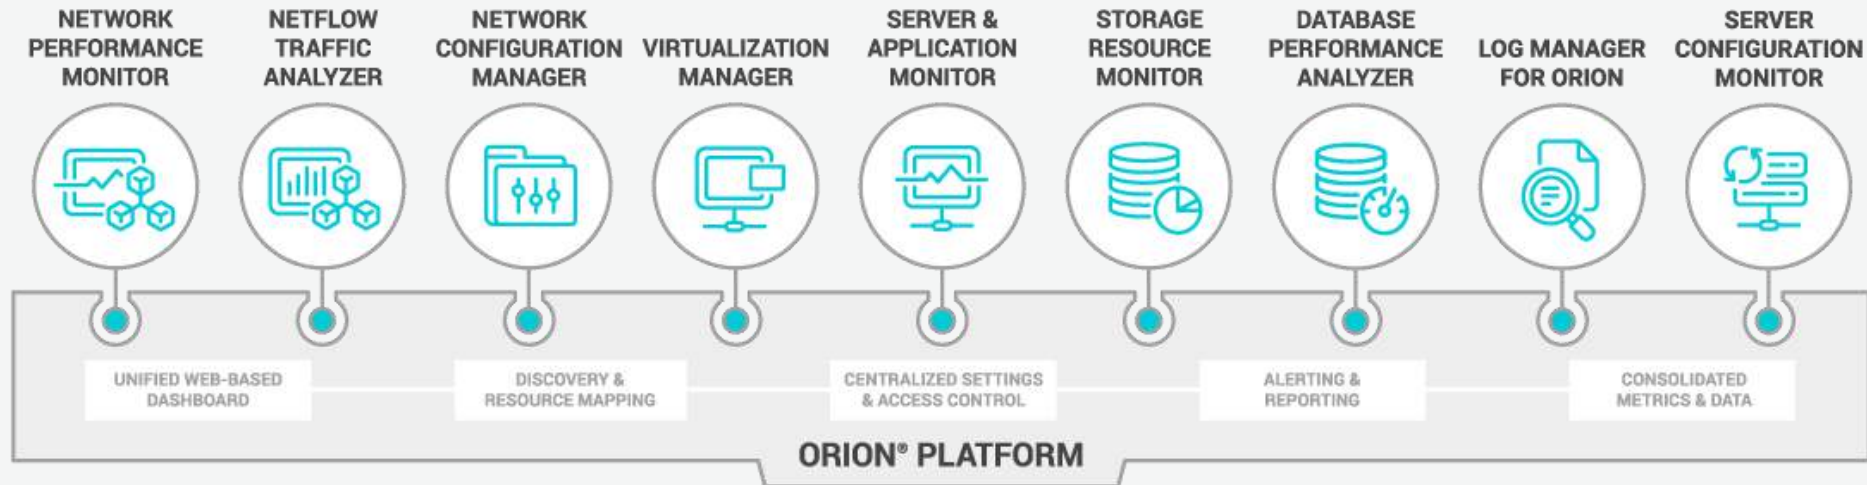 NETWORK
PERFORMANCE
MONITOR
NETFLOW
TRAFFIC
ANALYZER
NETWORK
CONFIGURATION
MANAGER
VIRTUALIZATION
MANAGER
SERVER &
APPLICATION
MONITOR
STORAGE
RESOURCE
MONITOR
DATABASE
PERFORMANCE
ANALYZER
LOG MANAGER
FOR ORION
SERVER
CONFIGURATION
MONITOR
UNIFIED WEB-BASED
DASHBOARD
DISCOVERY &
RESOURCE MAPPING
CENTRALIZED SETTINGS
& ACCESS CONTROL
ALERTING &
REPORTING
CONSOLIDATED
METRICS & DATA
ORION® PLATFORM